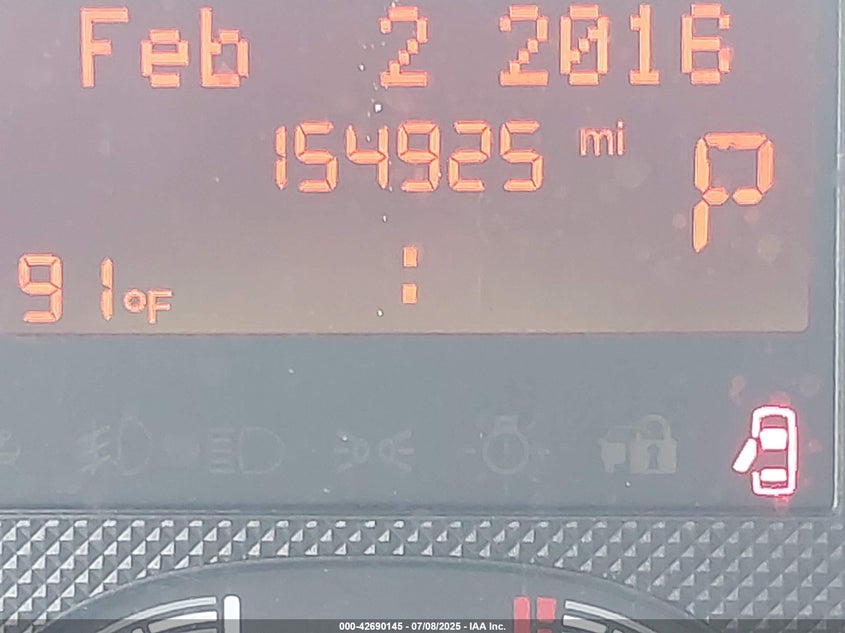 Feb 2 2016
154925 mi
P
91°F :
000-42690145 - 07/08/2025 - IAA Inc.